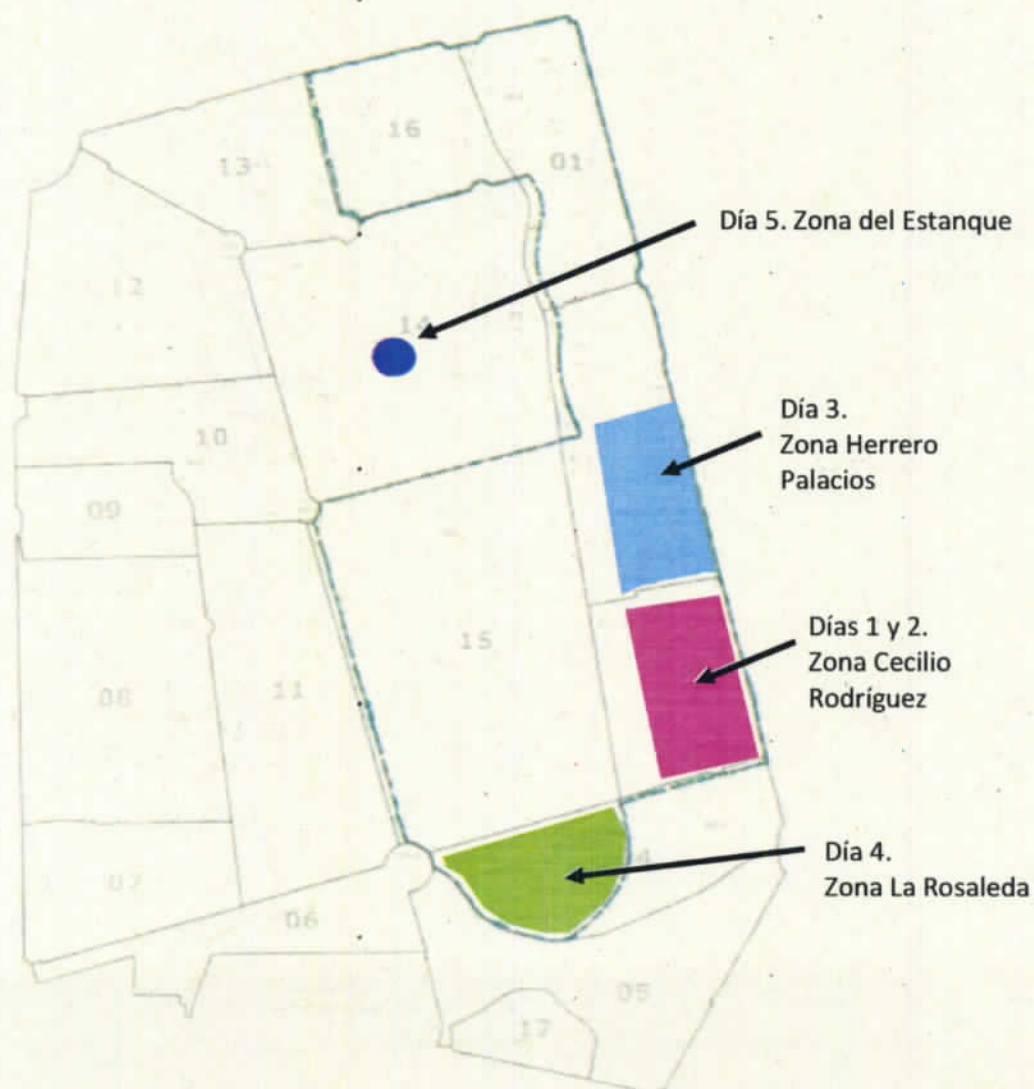 16
13
01
Día 5. Zona del Estanque
12
14
Día 3.
Zona Herrero
Palacios
10
09
Días 1 y 2.
Zona Cecilio
Rodríguez
15
08
11
Día 4.
Zona La Rosaleda
4
07
06
05
17